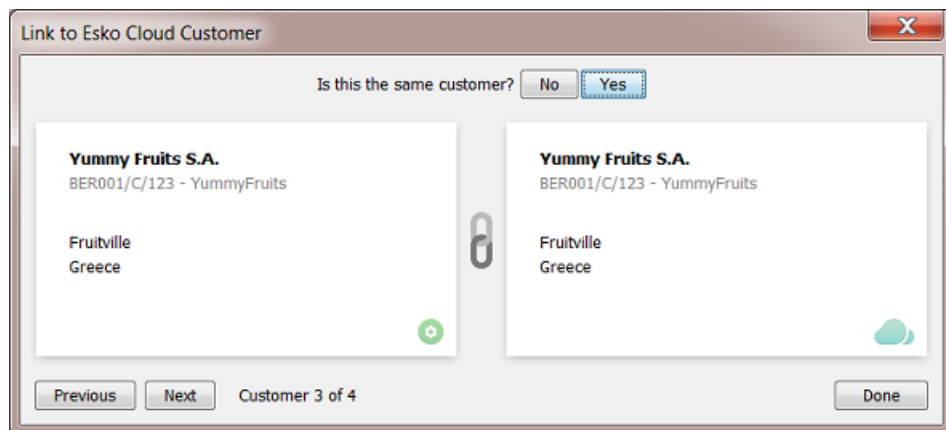 Link to Esko Cloud Customer
Is this the same customer? No Yes
Yummy Fruits S.A.
BER001/C/123 - YummyFruits
Fruitville
Greece
Yummy Fruits S.A.
BER001/C/123 - YummyFruits
Fruitville
Greece
Previous Next Customer 3 of 4 Done